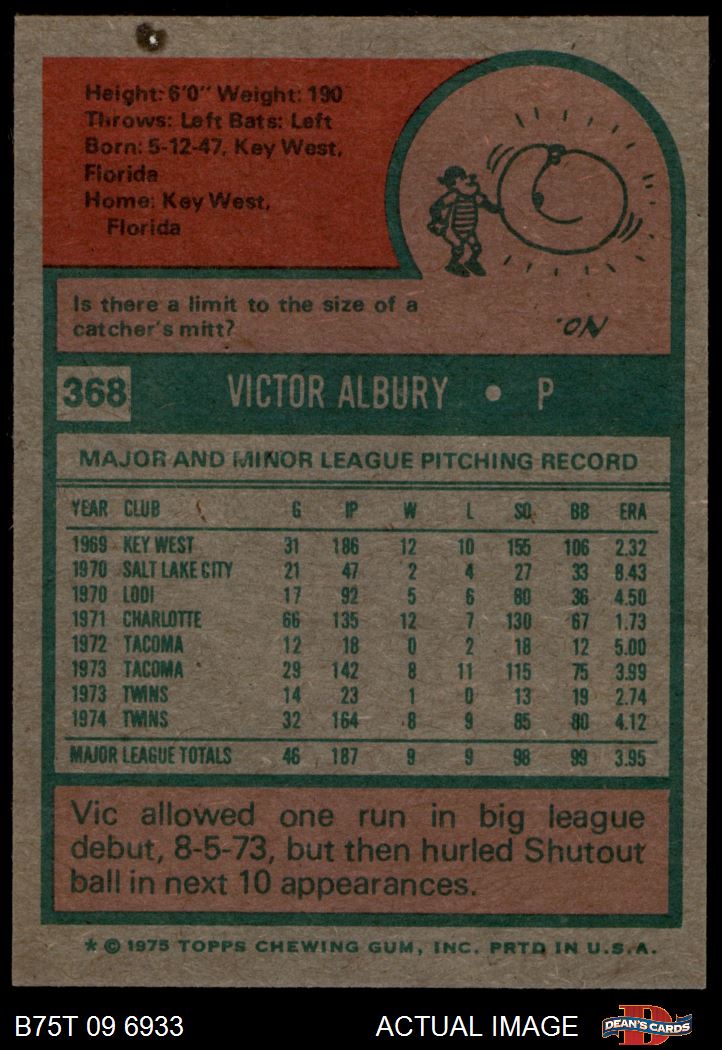 Height: 6'0" Weight: 190
Throws: Left Bats: Left
Born: 5-12-47, Key West,
Florida
Home: Key West,
Florida
Is there a limit to the size of a
catcher's mitt?
NO.
368 VICTOR ALBURY • P
MAJOR AND MINOR LEAGUE PITCHING RECORD
YEAR CLUB G IP W L SO BB ERA
1969 KEY WEST 31 186 12 10 155 106 2.32
1970 SALT LAKE CITY 21 47 2 4 27 33 8.43
1970 LODI 17 92 5 6 80 36 4.50
1971 CHARLOTTE 66 135 12 7 130 67 1.73
1972 TACOMA 12 18 0 2 18 12 5.00
1973 TACOMA 29 142 8 11 115 75 3.99
1973 TWINS 14 23 1 0 13 19 2.74
1974 TWINS 32 164 8 9 85 80 4.12
MAJOR LEAGUE TOTALS 46 187 9 9 98 99 3.95
Vic allowed one run in big league
debut, 8-5-73, but then hurled Shutout
ball in next 10 appearances.
* © 1975 TOPPS CHEWING GUM, INC. PRTD IN U.S.A.
B75T 09 6933 ACTUAL IMAGE D DEAN'S CARDS